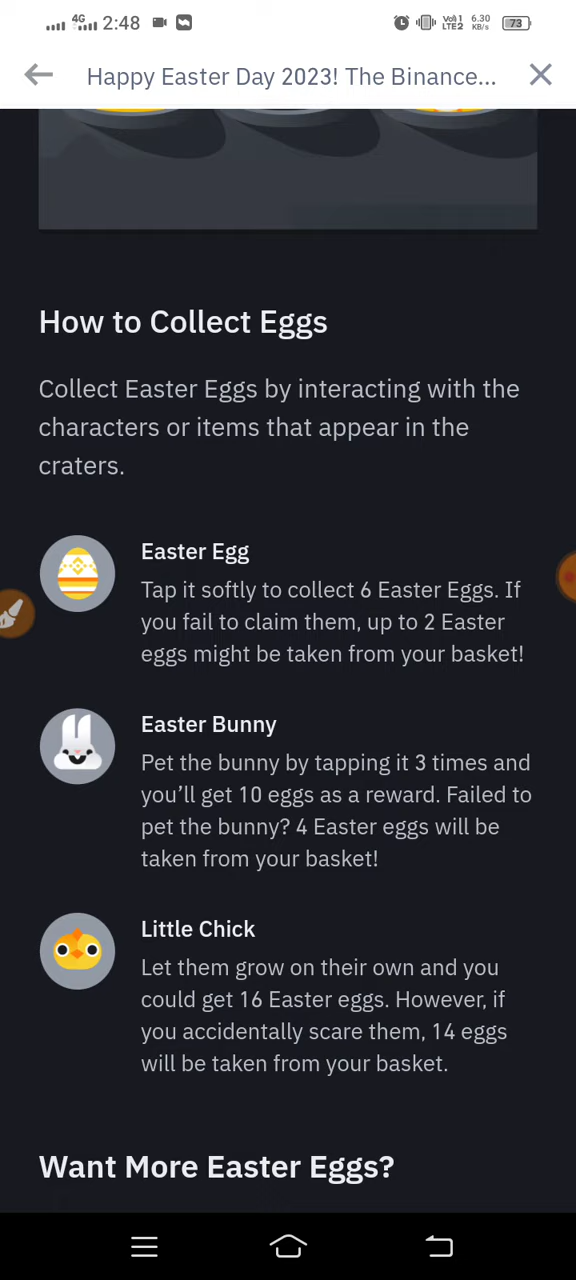 4G 2:48 Vo1) 1 LTE2 6.30 KB/s 73
Happy Easter Day 2023! The Binance...
How to Collect Eggs
Collect Easter Eggs by interacting with the
characters or items that appear in the
craters.
Easter Egg
Tap it softly to collect 6 Easter Eggs. If
you fail to claim them, up to 2 Easter
eggs might be taken from your basket!
Easter Bunny
Pet the bunny by tapping it 3 times and
you’ll get 10 eggs as a reward. Failed to
pet the bunny? 4 Easter eggs will be
taken from your basket!
Little Chick
Let them grow on their own and you
could get 16 Easter eggs. However, if
you accidentally scare them, 14 eggs
will be taken from your basket.
Want More Easter Eggs?